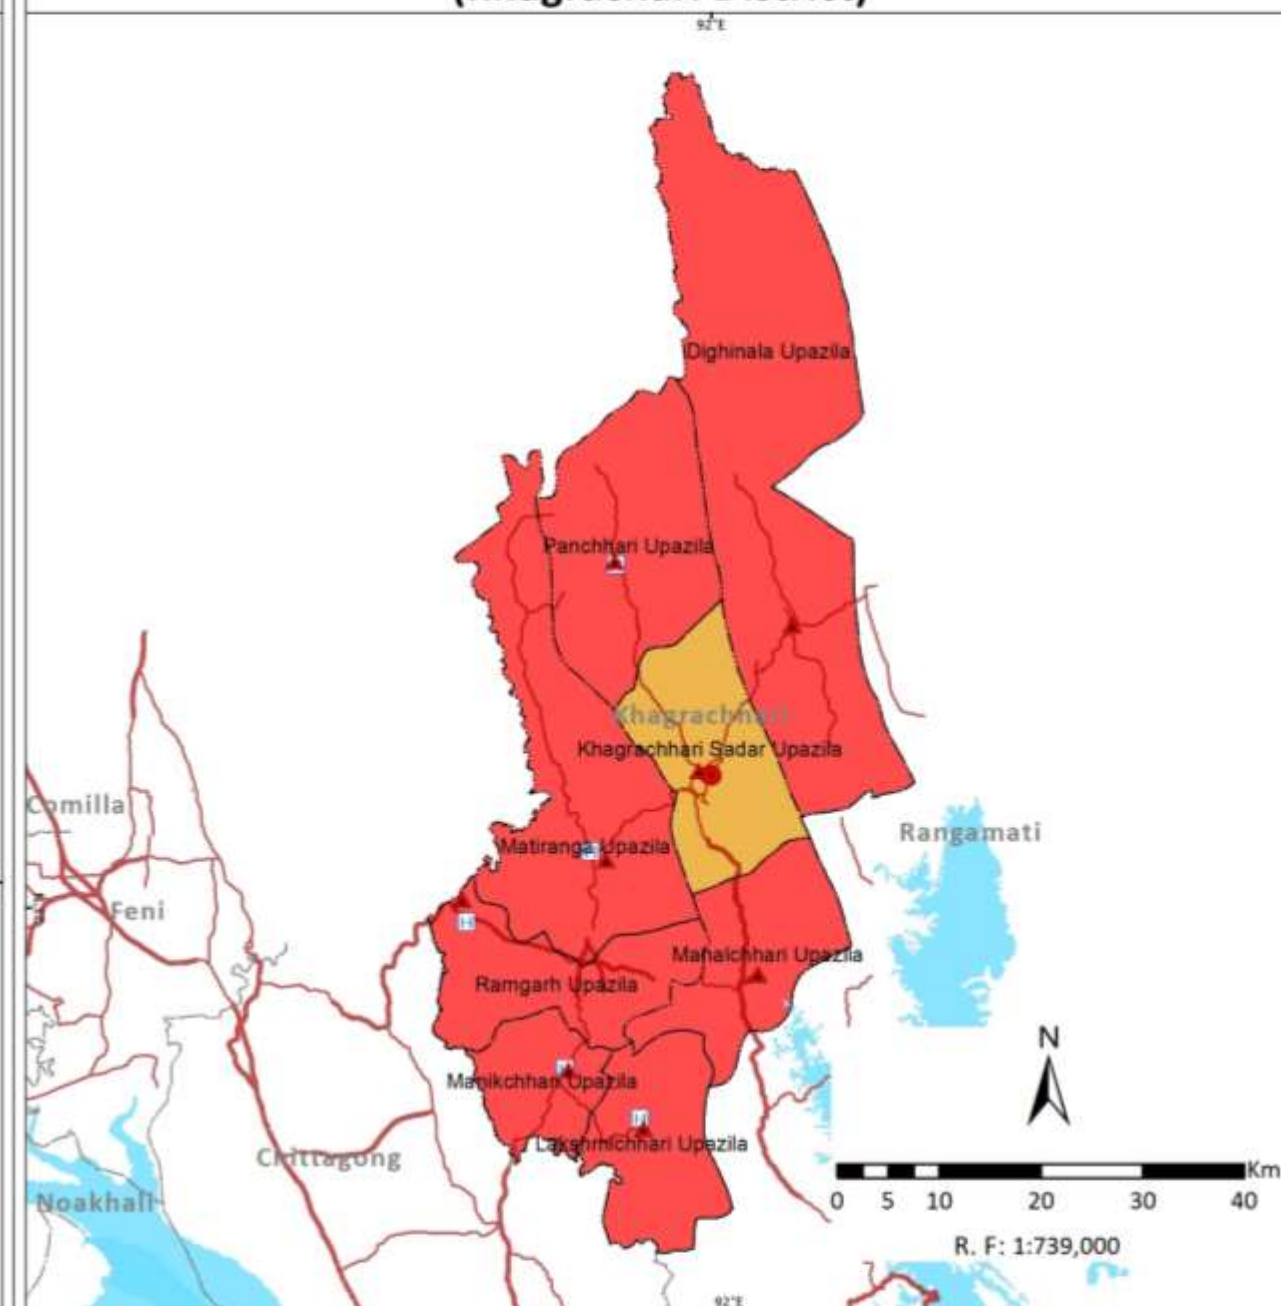 92°E
Dighinala Upazila
Panchhari Upazila
Khagrachhari
Khagrachhari Sadar Upazila
Comilla
Rangamati
Matiranga Upazila
Feni
H
Mahalchhari Upazila
Ramgarh Upazila
N
Manikchhari Upazila
H
Lakshmichhari Upazila
Chittagong
Km
Noakhali
0 5 10 20 30 40
R. F: 1:739,000
92°E